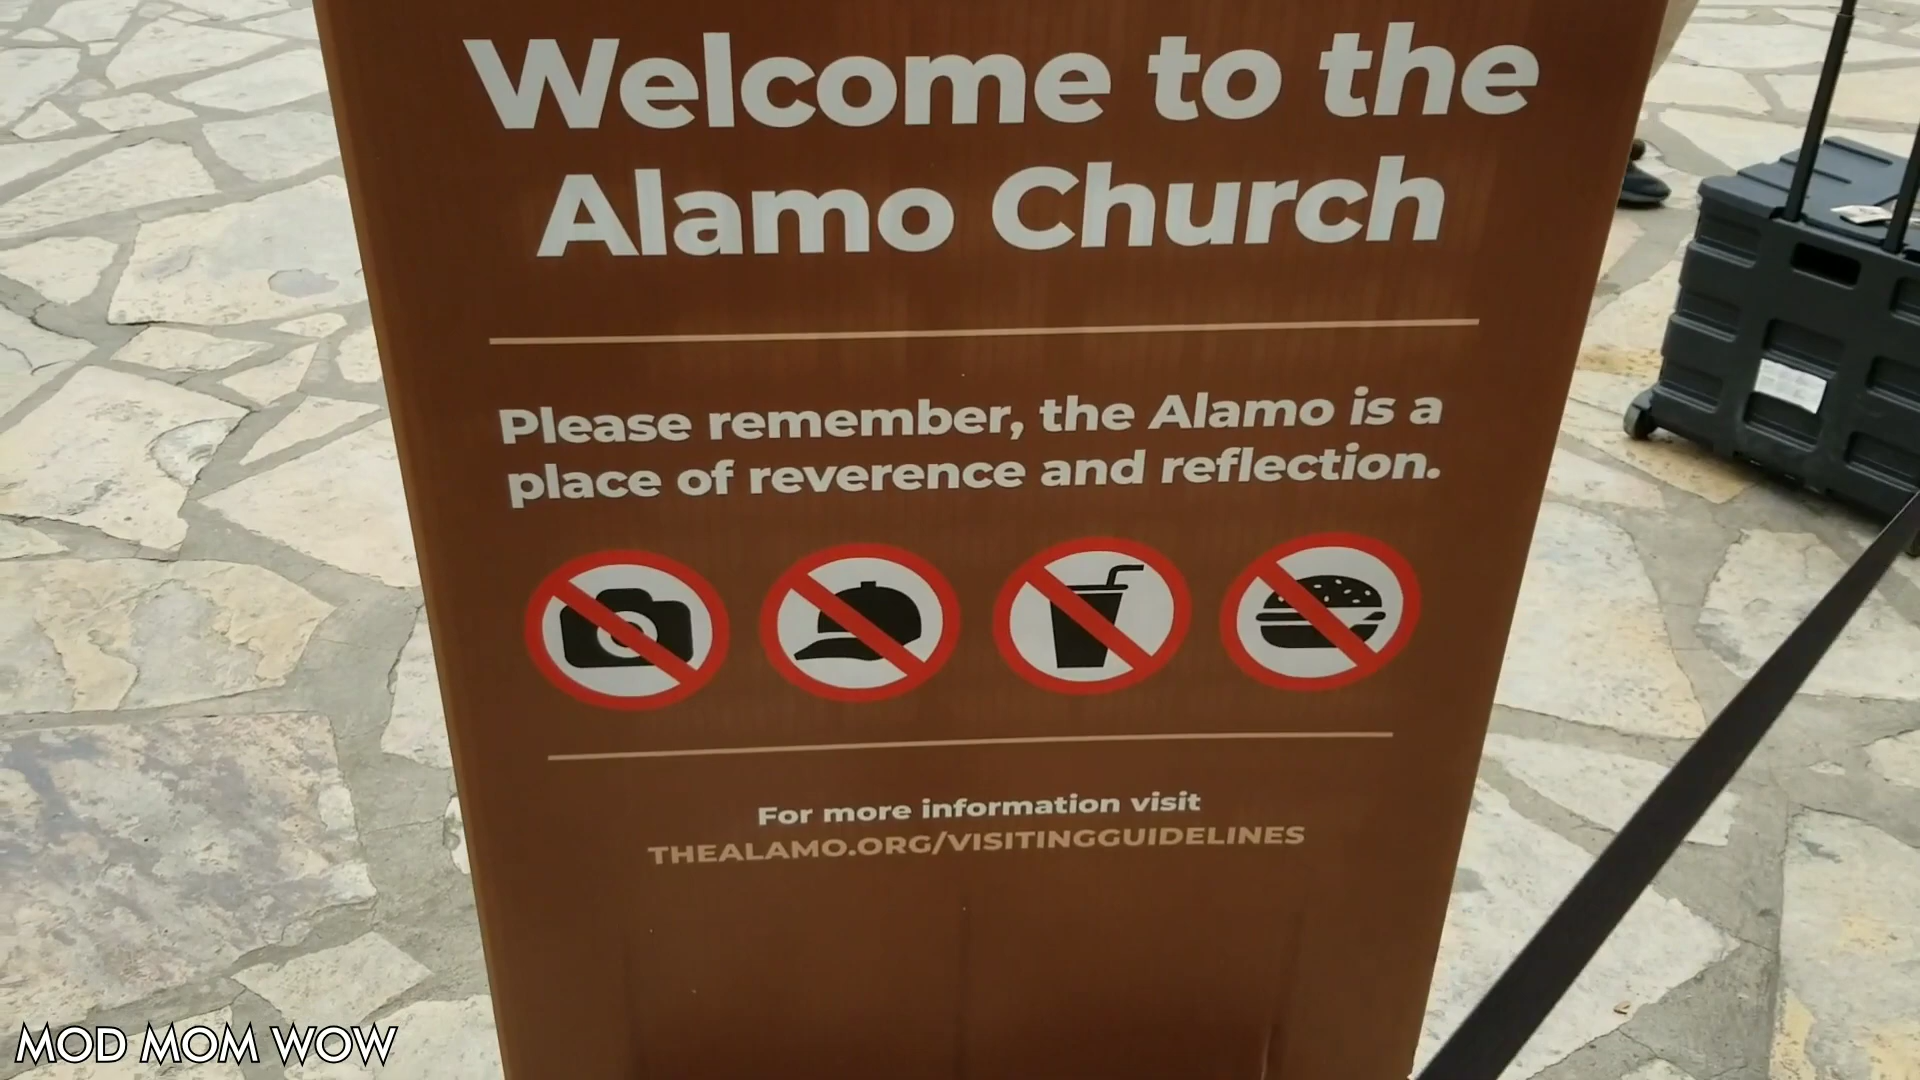 Welcome to the
Alamo Church
Please remember, the Alamo is a
place of reverence and reflection.
For more information visit
THEALAMO.ORG/VISITINGGUIDELINES
MOD MOM WOW